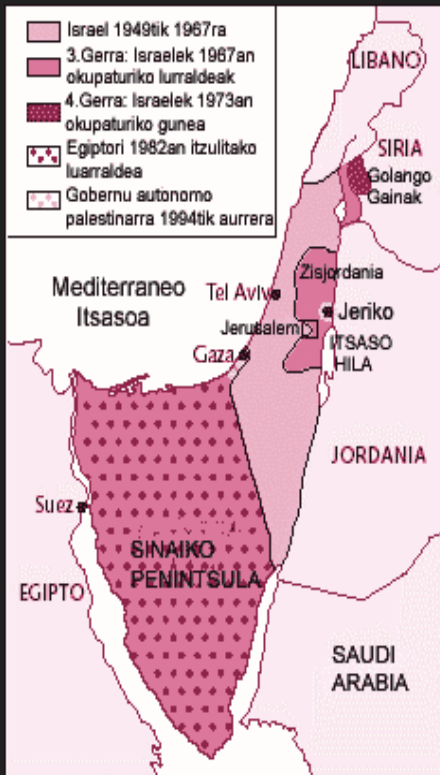 Israel 1949tik 1967ra
3.Gerra: Israelek 1967an
okupaturiko lurraldeak
4.Gerra: Israelek 1973an
okupaturiko gunea
Egiptori 1982an itzulitako
luarraldea
Gobernu autonomo
palestinarra 1994tik aurrera
LIBANO
SIRIA
Golango
Gainak
Mediterraneo
Itsasoa
Zisjordania
Tel Aviv
Jeriko
Jerusalem
ITSASO
HILA
Gaza
JORDANIA
Suez
SINAIKO
PENINTSULA
EGIPTO
SAUDI
ARABIA